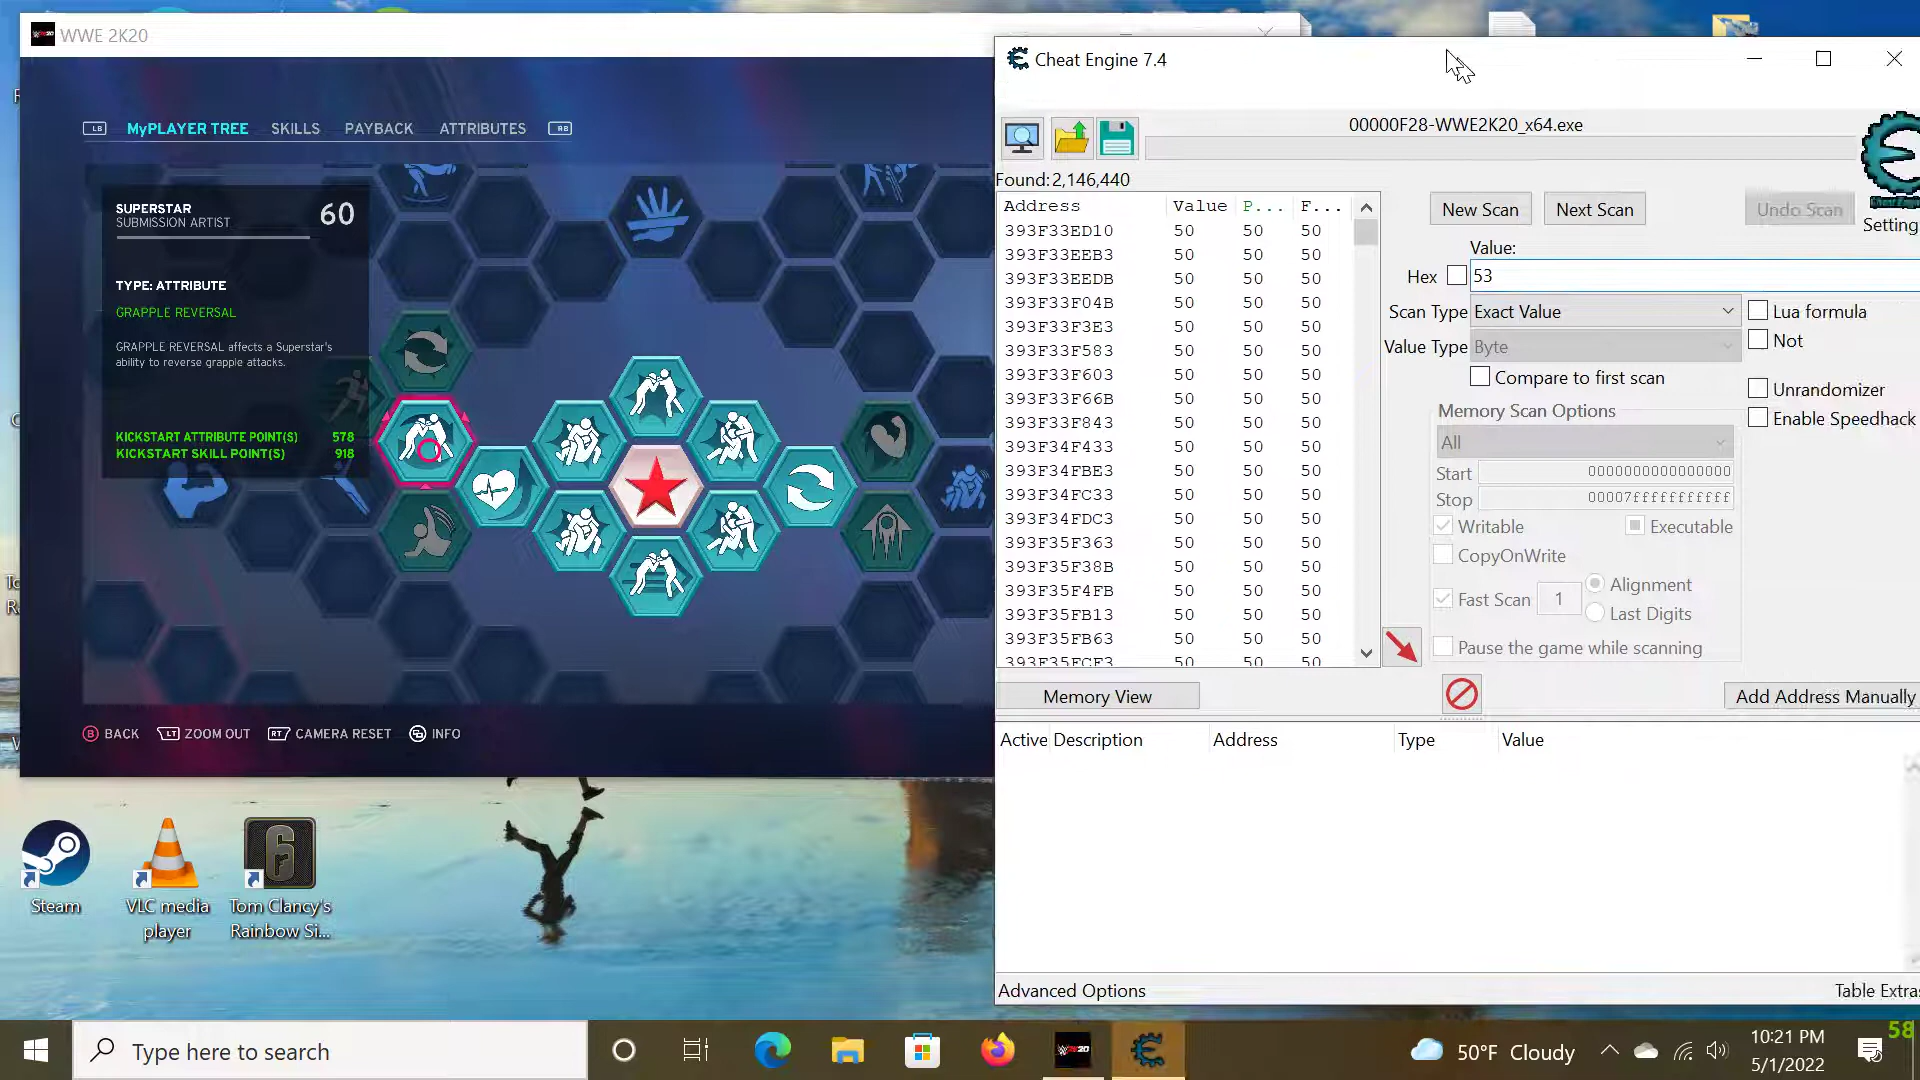 WWE 2K20
LB MyPLAYER TREE SKILLS PAYBACK ATTRIBUTES RB
SUPERSTAR
SUBMISSION ARTIST
60
TYPE: ATTRIBUTE
GRAPPLE REVERSAL
GRAPPLE REVERSAL affects a Superstar's
ability to reverse grapple attacks.
KICKSTART ATTRIBUTE POINT(S) 578
KICKSTART SKILL POINT(S) 918
B BACK LT ZOOM OUT RT CAMERA RESET INFO
Cheat Engine 7.4
00000F28-WWE2K20_x64.exe
Found:2,146,440
Address Value P... F...
393F33ED10 50 50 50
393F33EEB3 50 50 50
393F33EEDB 50 50 50
393F33F04B 50 50 50
393F33F3E3 50 50 50
393F33F583 50 50 50
393F33F603 50 50 50
393F33F66B 50 50 50
393F33F843 50 50 50
393F34F433 50 50 50
393F34FBE3 50 50 50
393F34FC33 50 50 50
393F34FDC3 50 50 50
393F35F363 50 50 50
393F35F38B 50 50 50
393F35F4FB 50 50 50
393F35FB13 50 50 50
393F35FB63 50 50 50
393F35FCF3 50 50 50
New Scan Next Scan Undo Scan
Setting
Value:
Hex 53
Scan Type Exact Value
Lua formula
Value Type Byte
Not
Compare to first scan
Unrandomizer
Memory Scan Options
Enable Speedhack
All
Start 0000000000000000
Stop 00007fffffffffff
Writable Executable
CopyOnWrite
Fast Scan 1 Alignment
Last Digits
Pause the game while scanning
Memory View
Add Address Manually
Active Description Address Type Value
Advanced Options
Table Extras
Steam
VLC media
player
Tom Clancy's
Rainbow Si...
Type here to search
50°F Cloudy
10:21 PM
5/1/2022
58